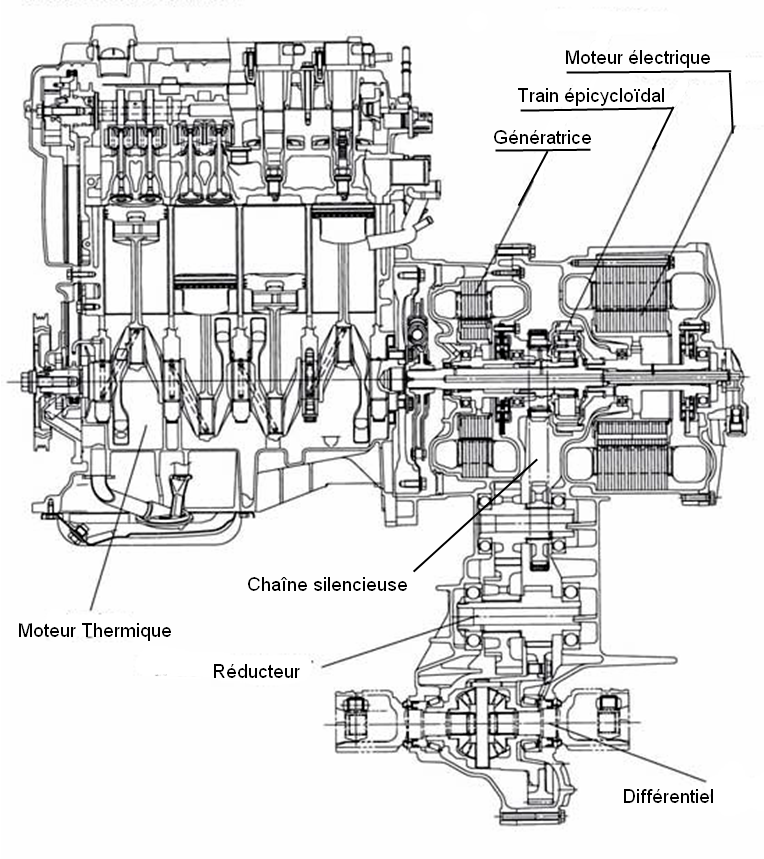 Moteur électrique
Train épicycloïdal
Génératrice
Chaîne silencieuse
Moteur Thermique
Réducteur
Différentiel